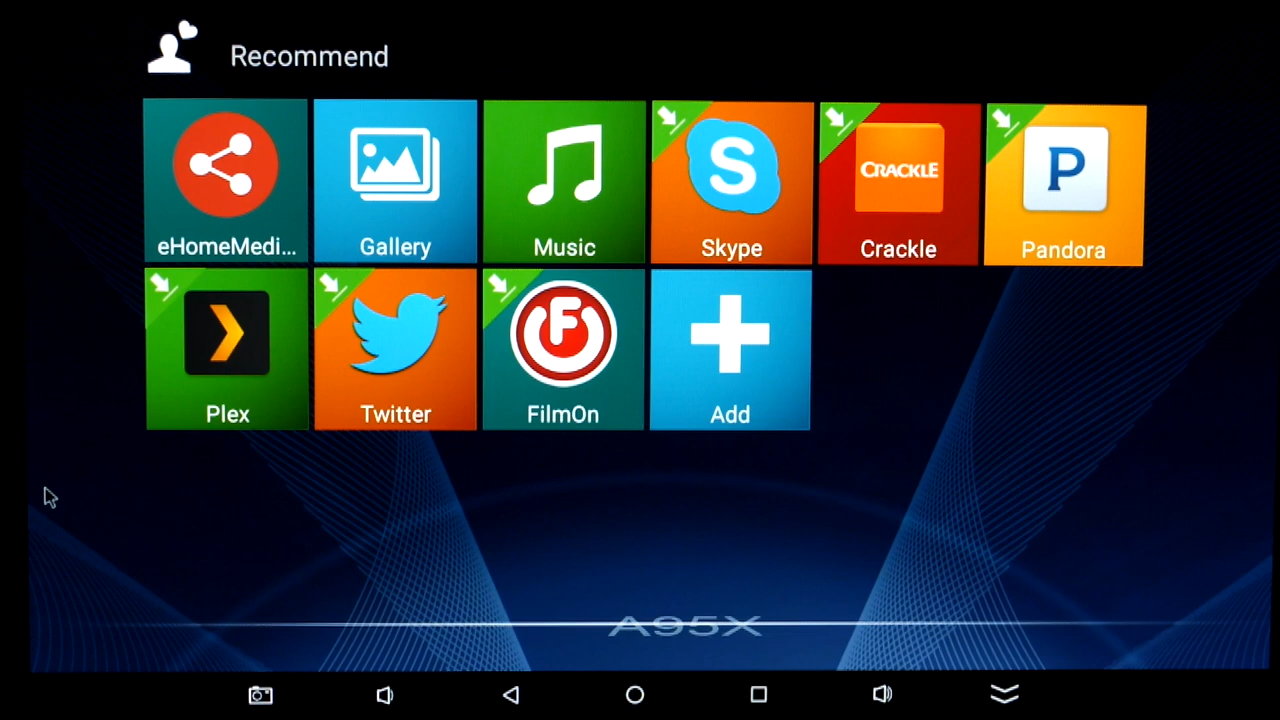 Recommend
CRACKLE
eHomeMedi... Gallery Music Skype Crackle Pandora
Plex Twitter FilmOn Add
A95X